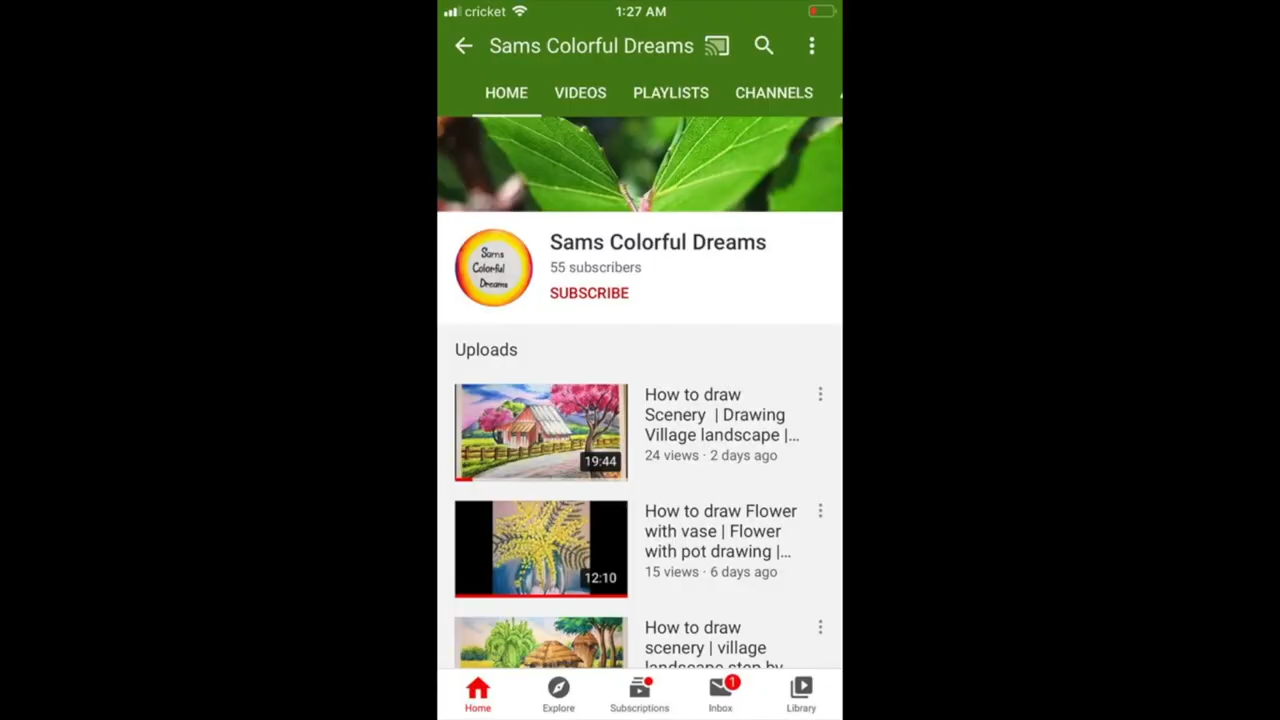 cricket 1:27 AM
Sams Colorful Dreams
HOME VIDEOS PLAYLISTS CHANNELS
Sams Colorful Dreams
Sams
Colorful
Dreams
55 subscribers
SUBSCRIBE
Uploads
How to draw
Scenery | Drawing
Village landscape |...
24 views · 2 days ago
19:44
How to draw Flower
with vase | Flower
with pot drawing |...
15 views · 6 days ago
12:10
How to draw
scenery | village
landscape step by
Home Explore Subscriptions Inbox 1 Library